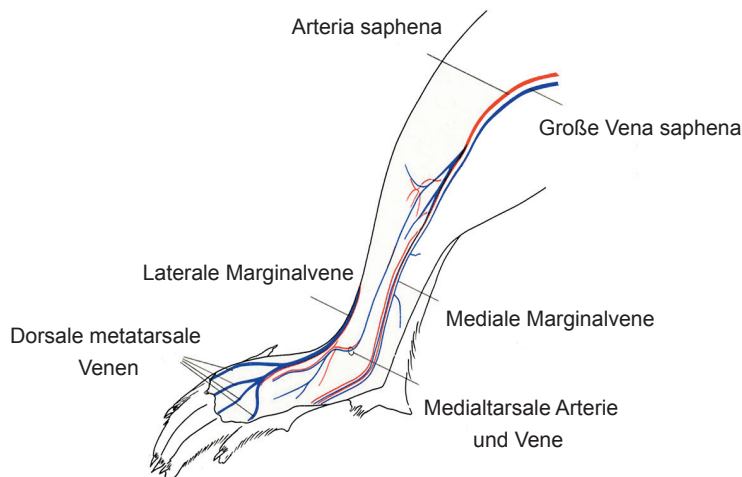 Arteria saphena
Große Vena saphena
Laterale Marginalvene
Mediale Marginalvene
Dorsale metatarsale
Venen
Medialtarsale Arterie
und Vene